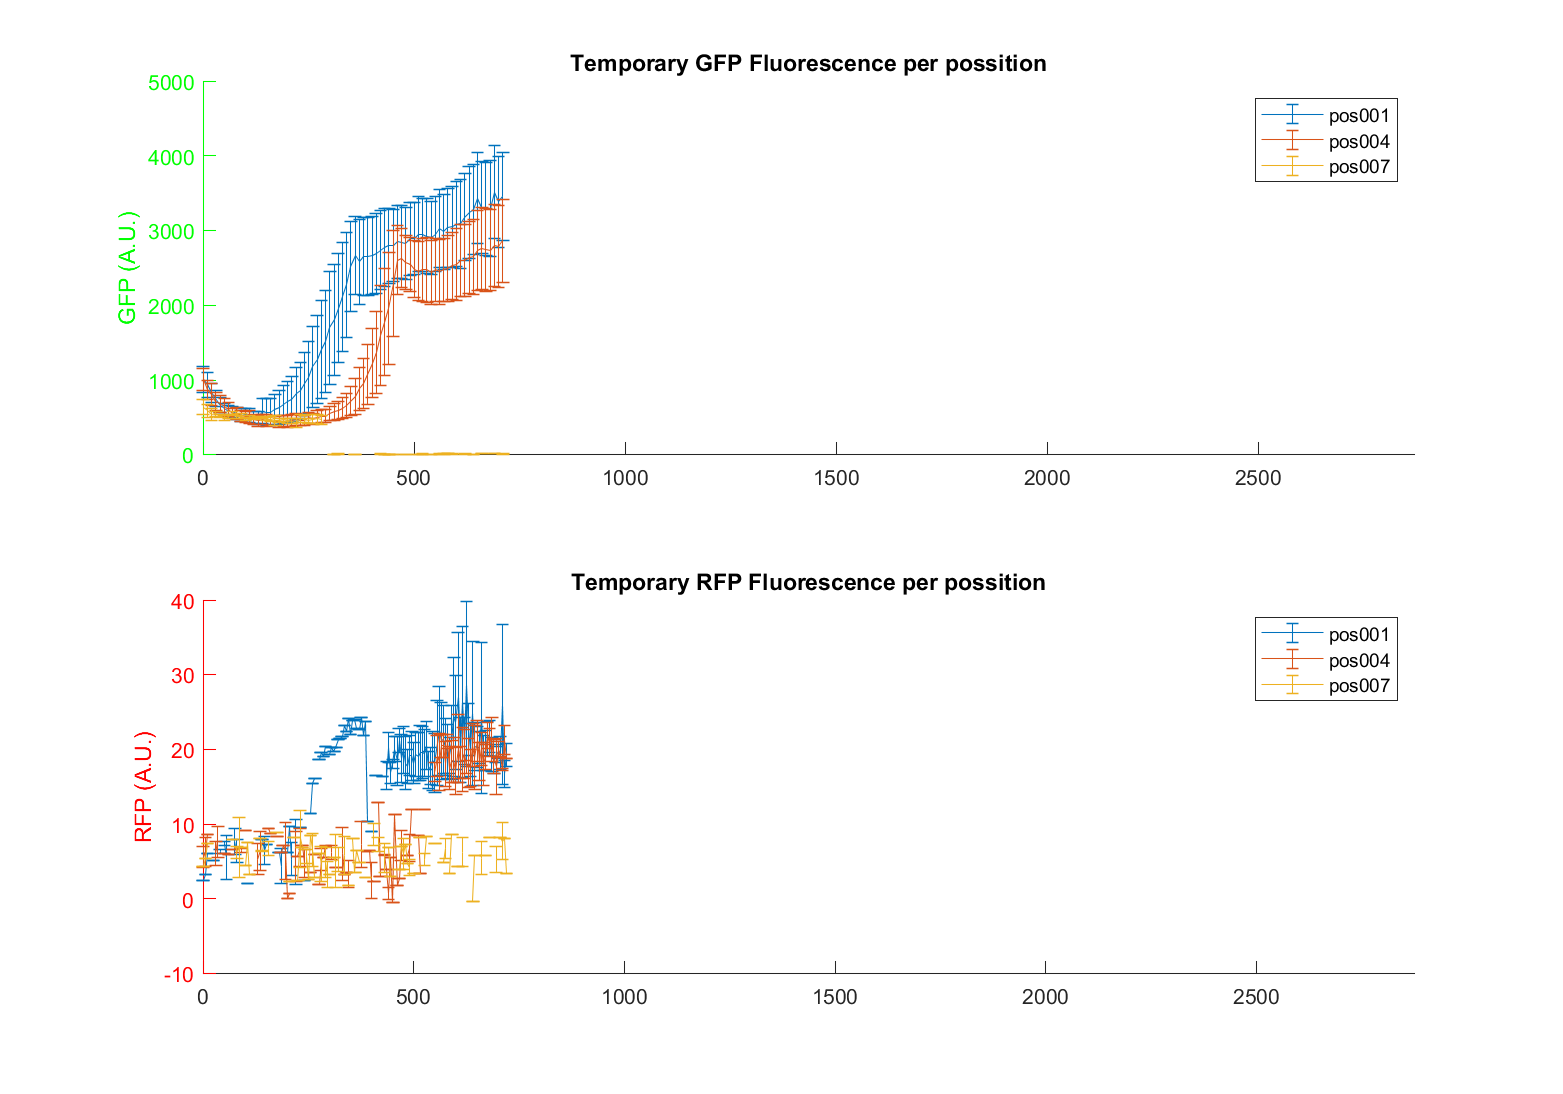 Temporary GFP Fluorescence per possition
5000
4000
3000
2000
1000
0
GFP (A.U.)
pos001
pos004
pos007
0 500 1000 1500 2000 2500
Temporary RFP Fluorescence per possition
40
30
20
10
0
-10
RFP (A.U.)
pos001
pos004
pos007
0 500 1000 1500 2000 2500